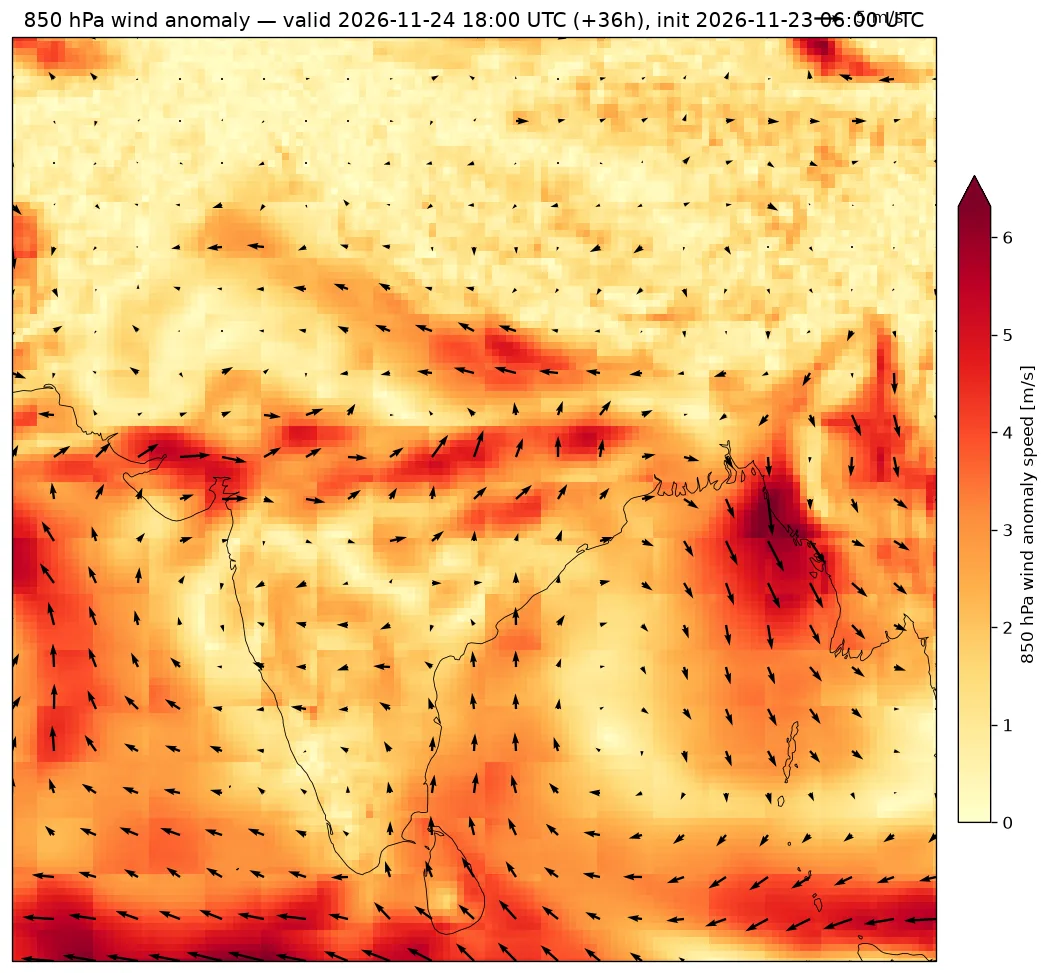 850 hPa wind anomaly — valid 2026-11-24 18:00 UTC (+36h), init 2026-11-23 06:00 UTC
5 m/s
6
5
4
3
2
1
0
850 hPa wind anomaly speed [m/s]